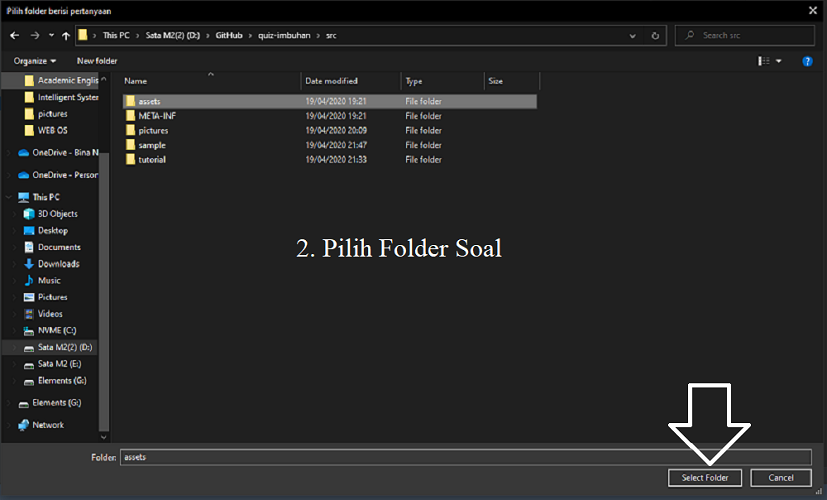 Pilih folder berisi pertanyaan
This PC > Sata M2(2) (D:) > GitHub > quiz-imbuhan > src
Search src
Organize New folder
Name Date modified Type Size
assets 19/04/2020 19:21 File folder
META-INF 19/04/2020 19:21 File folder
pictures 19/04/2020 20:09 File folder
sample 19/04/2020 21:47 File folder
tutorial 19/04/2020 21:33 File folder
Academic Englis
Intelligent System
pictures
WEB OS
OneDrive - Bina N
OneDrive - Person
This PC
3D Objects
Desktop
Documents
Downloads
Music
Pictures
Videos
NVME (C:)
Sata M2(2) (D:)
Sata M2 (E:)
Elements (G:)
Elements (G:)
Network
2. Pilih Folder Soal
Folder: assets
Select Folder Cancel